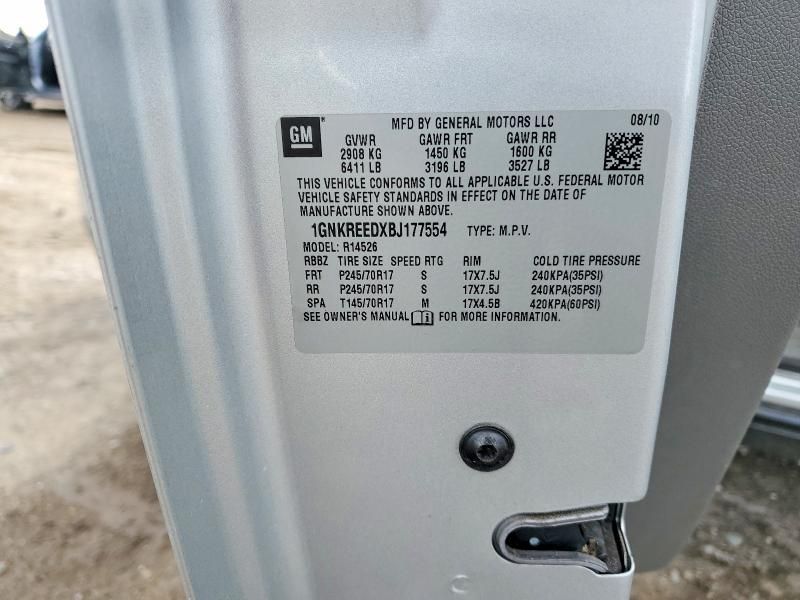 GM
MFD BY GENERAL MOTORS LLC 08/10
GVWR GAWR FRT GAWR RR
2908 KG 1450 KG 1600 KG
6411 LB 3196 LB 3527 LB
THIS VEHICLE CONFORMS TO ALL APPLICABLE U.S. FEDERAL MOTOR
VEHICLE SAFETY STANDARDS IN EFFECT ON THE DATE OF
MANUFACTURE SHOWN ABOVE.
1GNKREEDXBJ177554 TYPE: M.P.V.
MODEL: R14526
RBBZ TIRE SIZE SPEED RTG RIM COLD TIRE PRESSURE
FRT P245/70R17 S 17X7.5J 240KPA(35PSI)
RR P245/70R17 S 17X7.5J 240KPA(35PSI)
SPA T145/70R17 M 17X4.5B 420KPA(60PSI)
SEE OWNER'S MANUAL i FOR MORE INFORMATION.